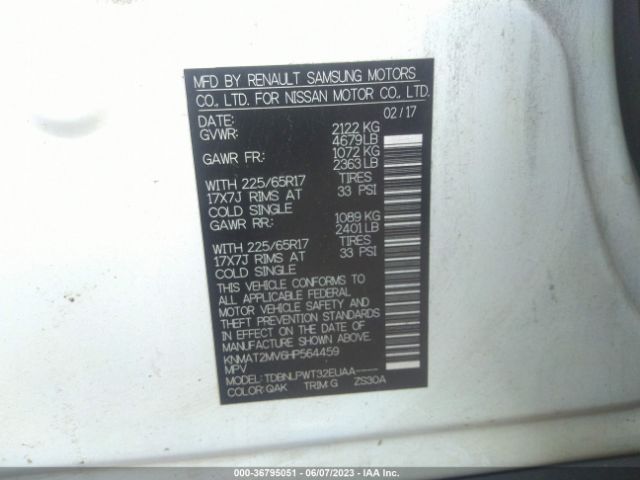 MFD BY RENAULT SAMSUNG MOTORS
CO., LTD. FOR NISSAN MOTOR CO., LTD.
DATE: 02/17
GVWR: 2122 KG
4679 LB
GAWR FR: 1072 KG
2363 LB
WITH 225/65R17 TIRES
17X7J RIMS AT 33 PSI
COLD SINGLE
GAWR RR: 1089 KG
2401 LB
WITH 225/65R17 TIRES
17X7J RIMS AT 33 PSI
COLD SINGLE
THIS VEHICLE CONFORMS TO
ALL APPLICABLE FEDERAL
MOTOR VEHICLE SAFETY AND
THEFT PREVENTION STANDARDS
IN EFFECT ON THE DATE OF
MANUFACTURE SHOWN ABOVE.
KNMAT2MV6HP564459
MPV
MODEL: TDBNLPWT32EUAA----
COLOR: QAK TRIM: G ZS30A
000-36795051 | 06/07/2023 | IAA Inc.